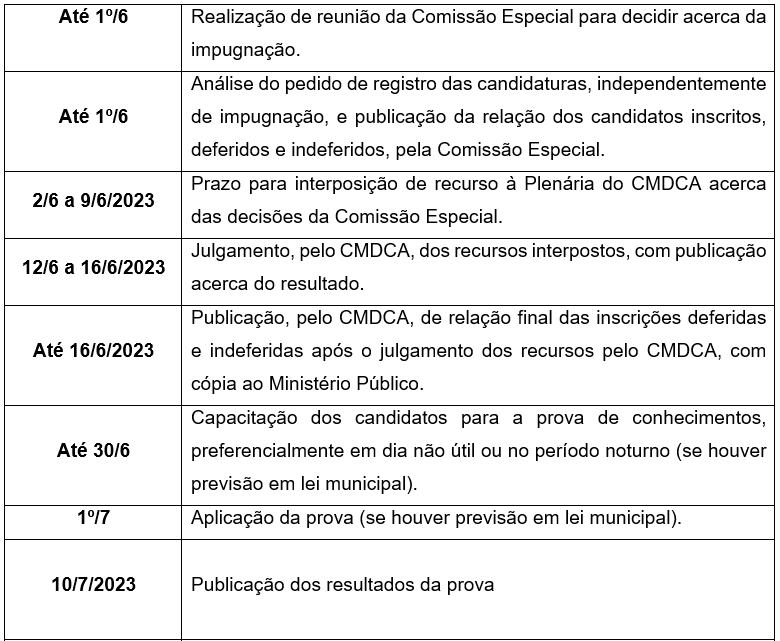 Até 1º/6
Realização de reunião da Comissão Especial para decidir acerca da
impugnação.
Até 1º/6
Análise do pedido de registro das candidaturas, independentemente
de impugnação, e publicação da relação dos candidatos inscritos,
deferidos e indeferidos, pela Comissão Especial.
2/6 a 9/6/2023
Prazo para interposição de recurso à Plenária do CMDCA acerca
das decisões da Comissão Especial.
12/6 a 16/6/2023
Julgamento, pelo CMDCA, dos recursos interpostos, com publicação
acerca do resultado.
Até 16/6/2023
Publicação, pelo CMDCA, de relação final das inscrições deferidas
e indeferidas após o julgamento dos recursos pelo CMDCA, com
cópia ao Ministério Público.
Até 30/6
Capacitação dos candidatos para a prova de conhecimentos,
preferencialmente em dia não útil ou no período noturno (se houver
previsão em lei municipal).
1º/7
Aplicação da prova (se houver previsão em lei municipal).
10/7/2023
Publicação dos resultados da prova